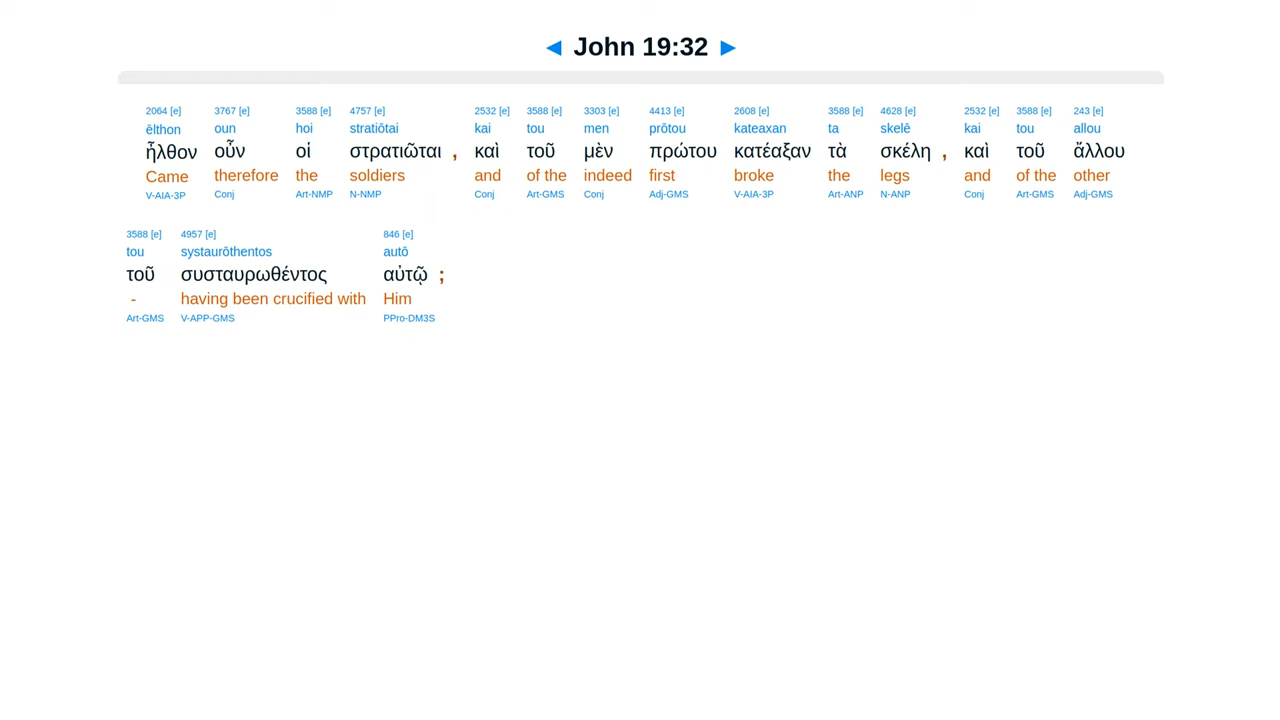 ◄ John 19:32 ►
2064 [e] 3767 [e] 3588 [e] 4757 [e] 2532 [e] 3588 [e] 3303 [e] 4413 [e] 2608 [e] 3588 [e] 4628 [e] 2532 [e] 3588 [e] 243 [e]
ēlthon oun hoi stratiōtai kai tou men prōtou kateaxan ta skelē kai tou allou
ἦλθον οὖν οἱ στρατιῶται , καὶ τοῦ μὲν πρώτου κατέαξαν τὰ σκέλη , καὶ τοῦ ἄλλου
Came therefore the soldiers and of the indeed first broke the legs and of the other
V-AIA-3P Conj Art-NMP N-NMP Conj Art-GMS Conj Adj-GMS V-AIA-3P Art-ANP N-ANP Conj Art-GMS Adj-GMS
3588 [e] 4957 [e] 846 [e]
tou systaurōthentos autō
τοῦ συσταυρωθέντος αὐτῷ ;
- having been crucified with Him
Art-GMS V-APP-GMS PPro-DM3S